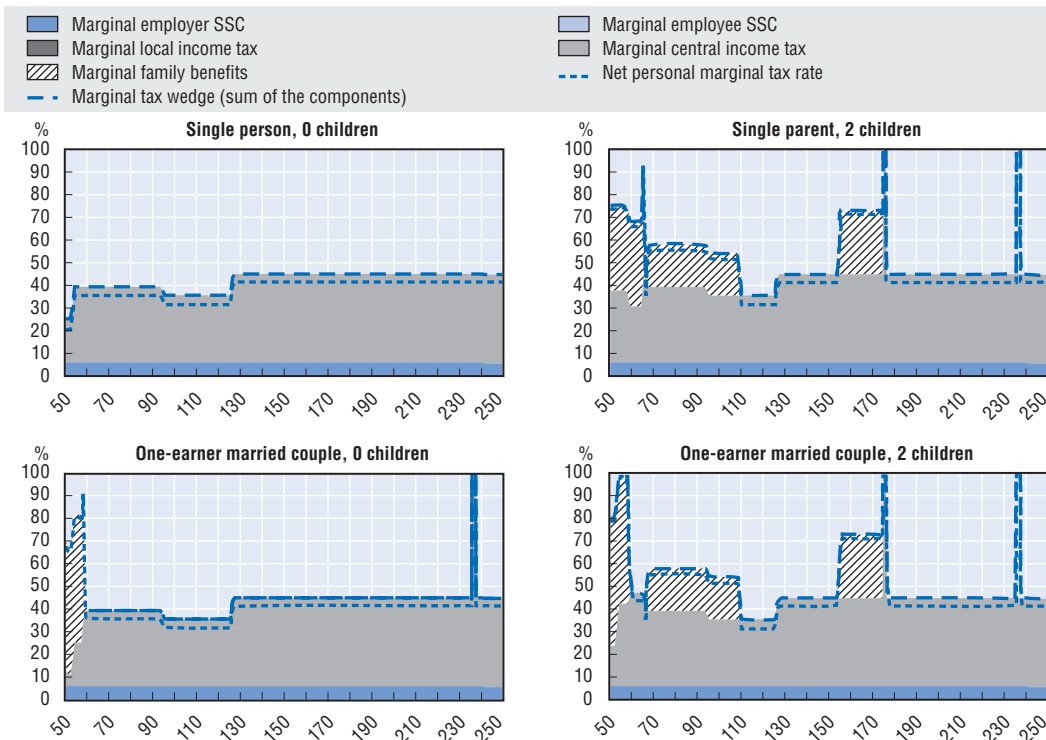 Marginal employer SSC
Marginal employee SSC
Marginal local income tax
Marginal central income tax
Marginal family benefits
Net personal marginal tax rate
Marginal tax wedge (sum of the components)
% Single person, 0 children
100
90
80
70
60
50
40
30
20
10
0
50 70 90 110 130 150 170 190 210 230 250
% Single parent, 2 children
100
90
80
70
60
50
40
30
20
10
0
50 70 90 110 130 150 170 190 210 230 250
% One-earner married couple, 0 children
100
90
80
70
60
50
40
30
20
10
0
50 70 90 110 130 150 170 190 210 230 250
% One-earner married couple, 2 children
100
90
80
70
60
50
40
30
20
10
0
50 70 90 110 130 150 170 190 210 230 250